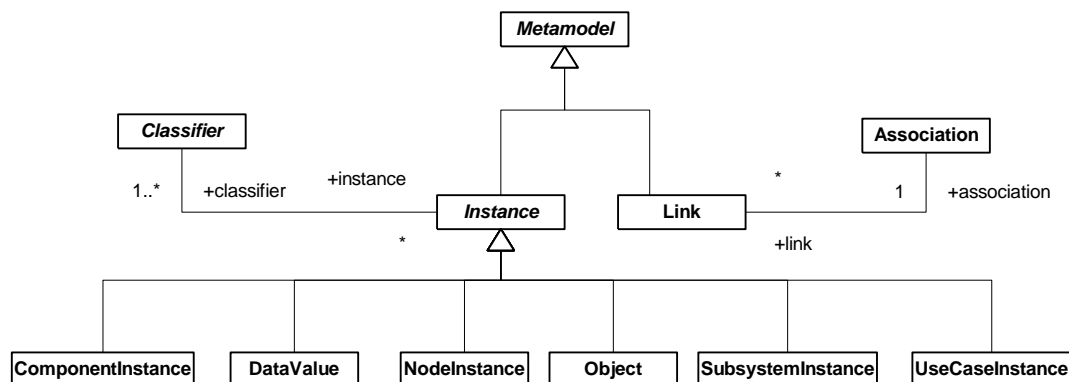 Metamodel
Classifier
Association
1..*
+classifier
+instance
*
1
+association
Instance
Link
*
+link
ComponentInstance
DataValue
NodeInstance
Object
SubsystemInstance
UseCaseInstance